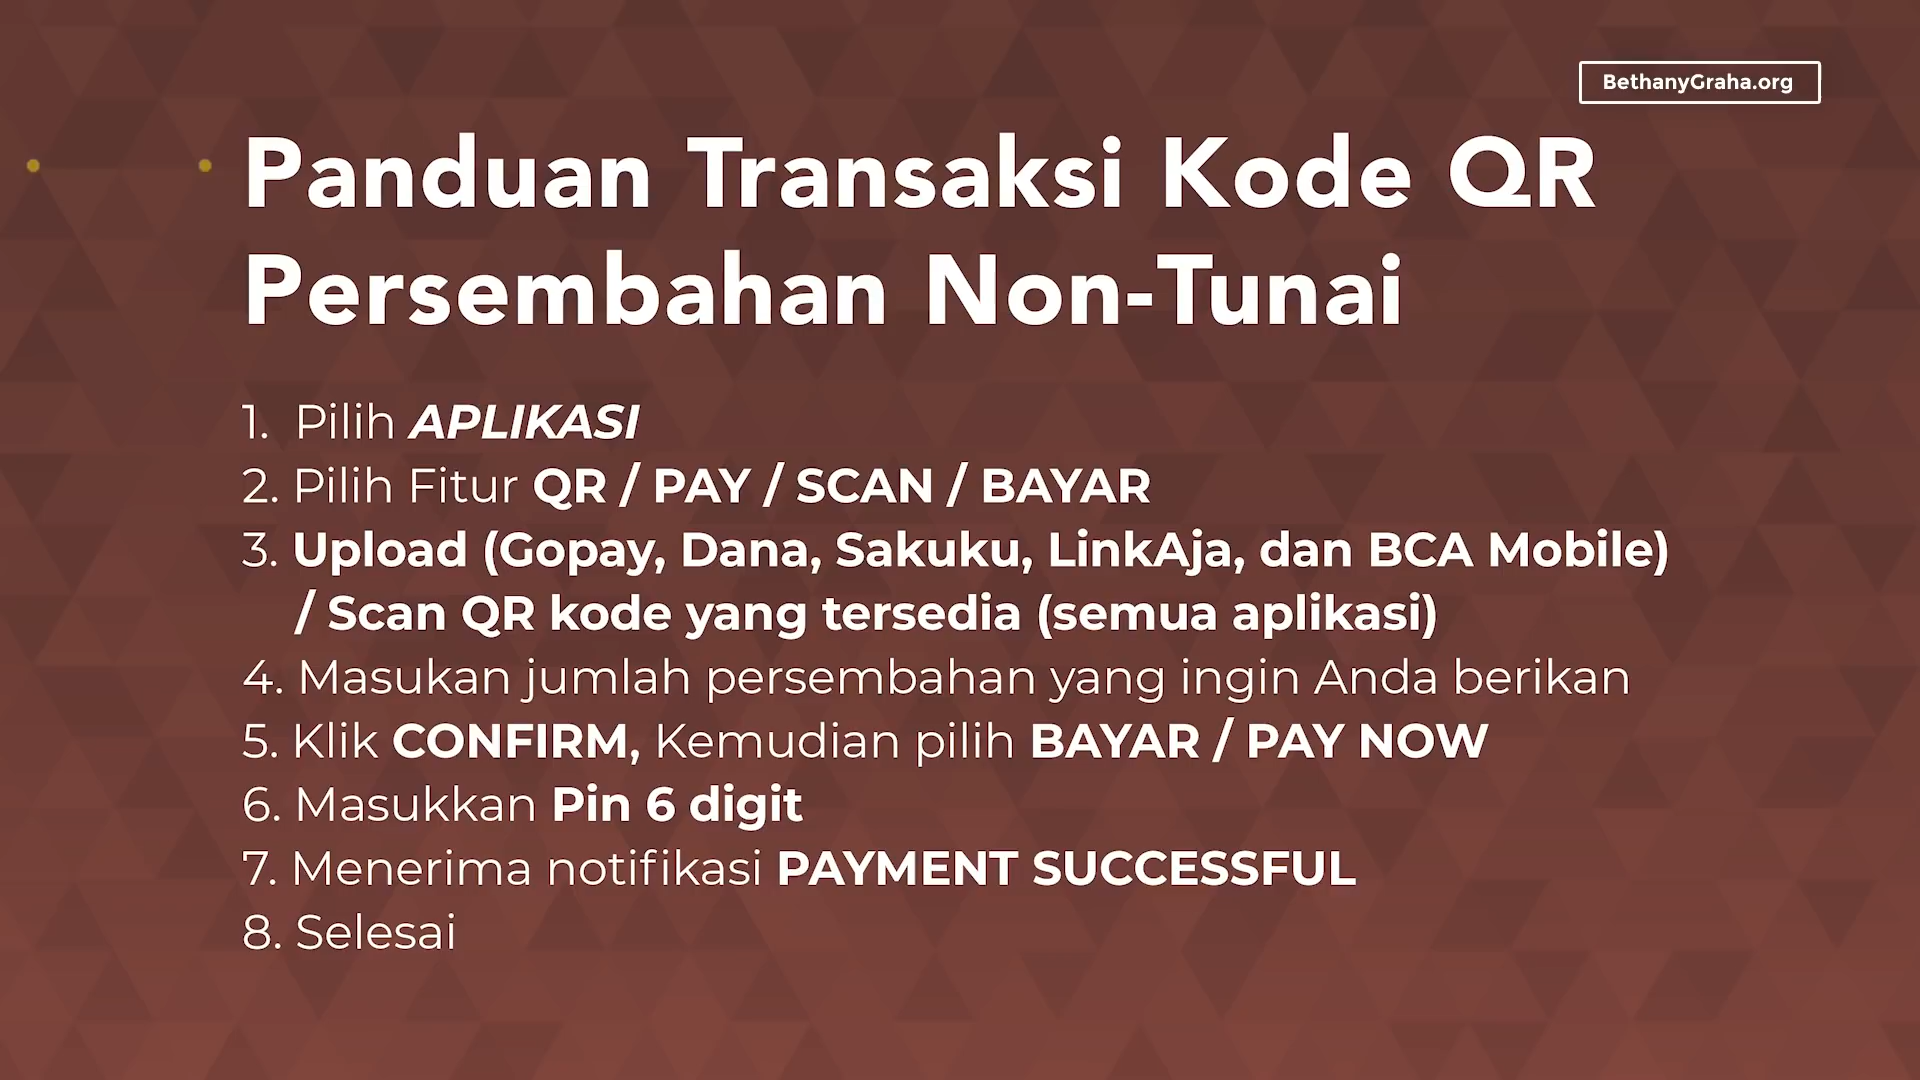 BethanyGraha.org
Panduan Transaksi Kode QR
Persembahan Non-Tunai
1. Pilih APLIKASI
2. Pilih Fitur QR / PAY / SCAN / BAYAR
3. Upload (Gopay, Dana, Sakuku, LinkAja, dan BCA Mobile)
/ Scan QR kode yang tersedia (semua aplikasi)
4. Masukan jumlah persembahan yang ingin Anda berikan
5. Klik CONFIRM, Kemudian pilih BAYAR / PAY NOW
6. Masukkan Pin 6 digit
7. Menerima notifikasi PAYMENT SUCCESSFUL
8. Selesai